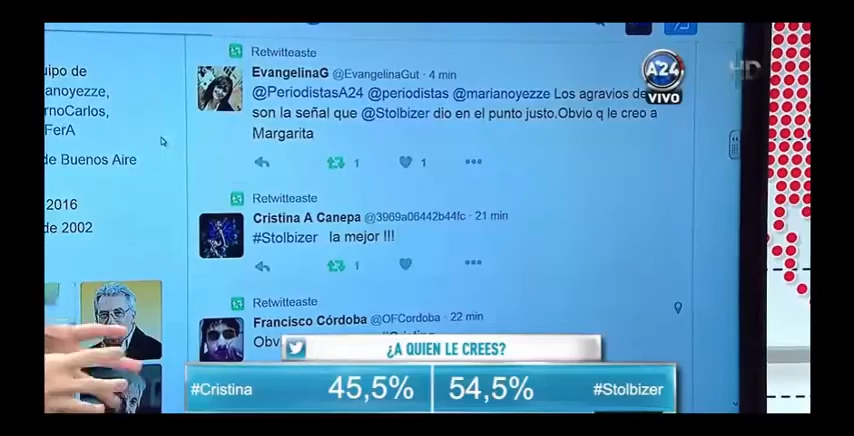 Retwitteaste
EvangelinaG @EvangelinaGut · 4 min
@PeriodistasA24 @periodistas @marianoyezze Los agravios de
son la señal que @Stolbizer dio en el punto justo.Obvio q le creo a
Margarita
1
1
Retwitteaste
Cristina A Canepa @3969a06442b44fc · 21 min
#Stolbizer la mejor !!!
1
Retwitteaste
Francisco Córdoba @OFCordoba · 22 min
Obv
uipo de
anoyezze,
rnoCarlos,
FerA
de Buenos Aire
2016
de 2002
A24
VIVO
HD
¿A QUIEN LE CREES?
#Cristina 45,5% 54,5% #Stolbizer